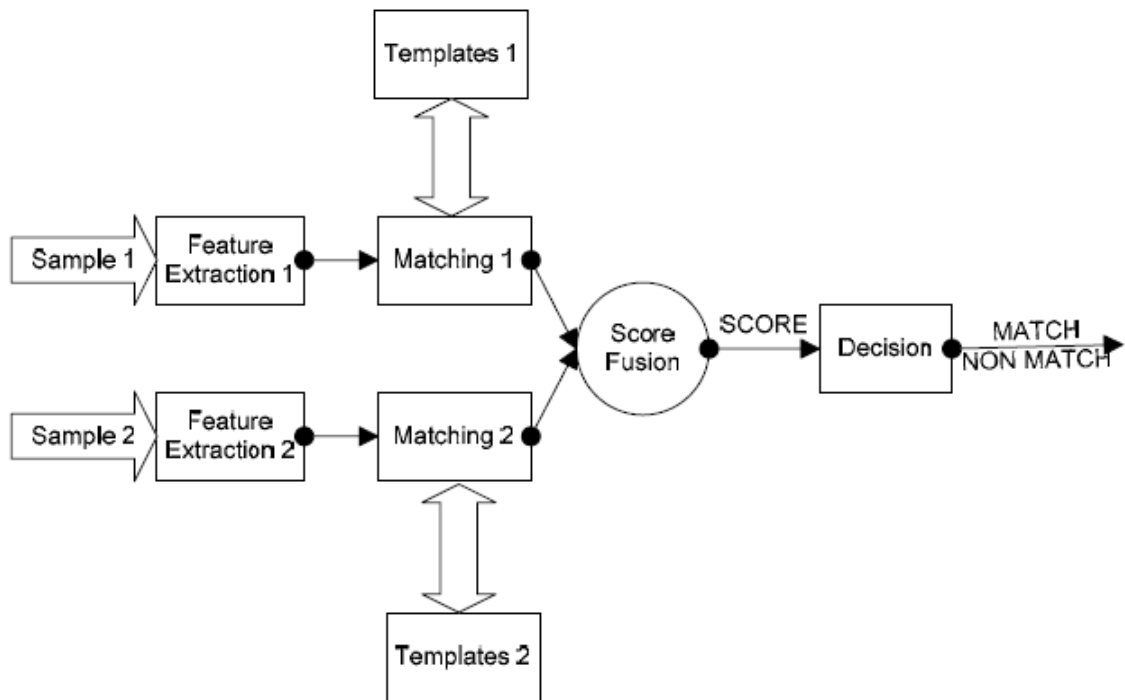 Templates 1
Sample 1
Feature
Extraction 1
Matching 1
Score
Fusion
SCORE
Decision
MATCH
NON MATCH
Sample 2
Feature
Extraction 2
Matching 2
Templates 2